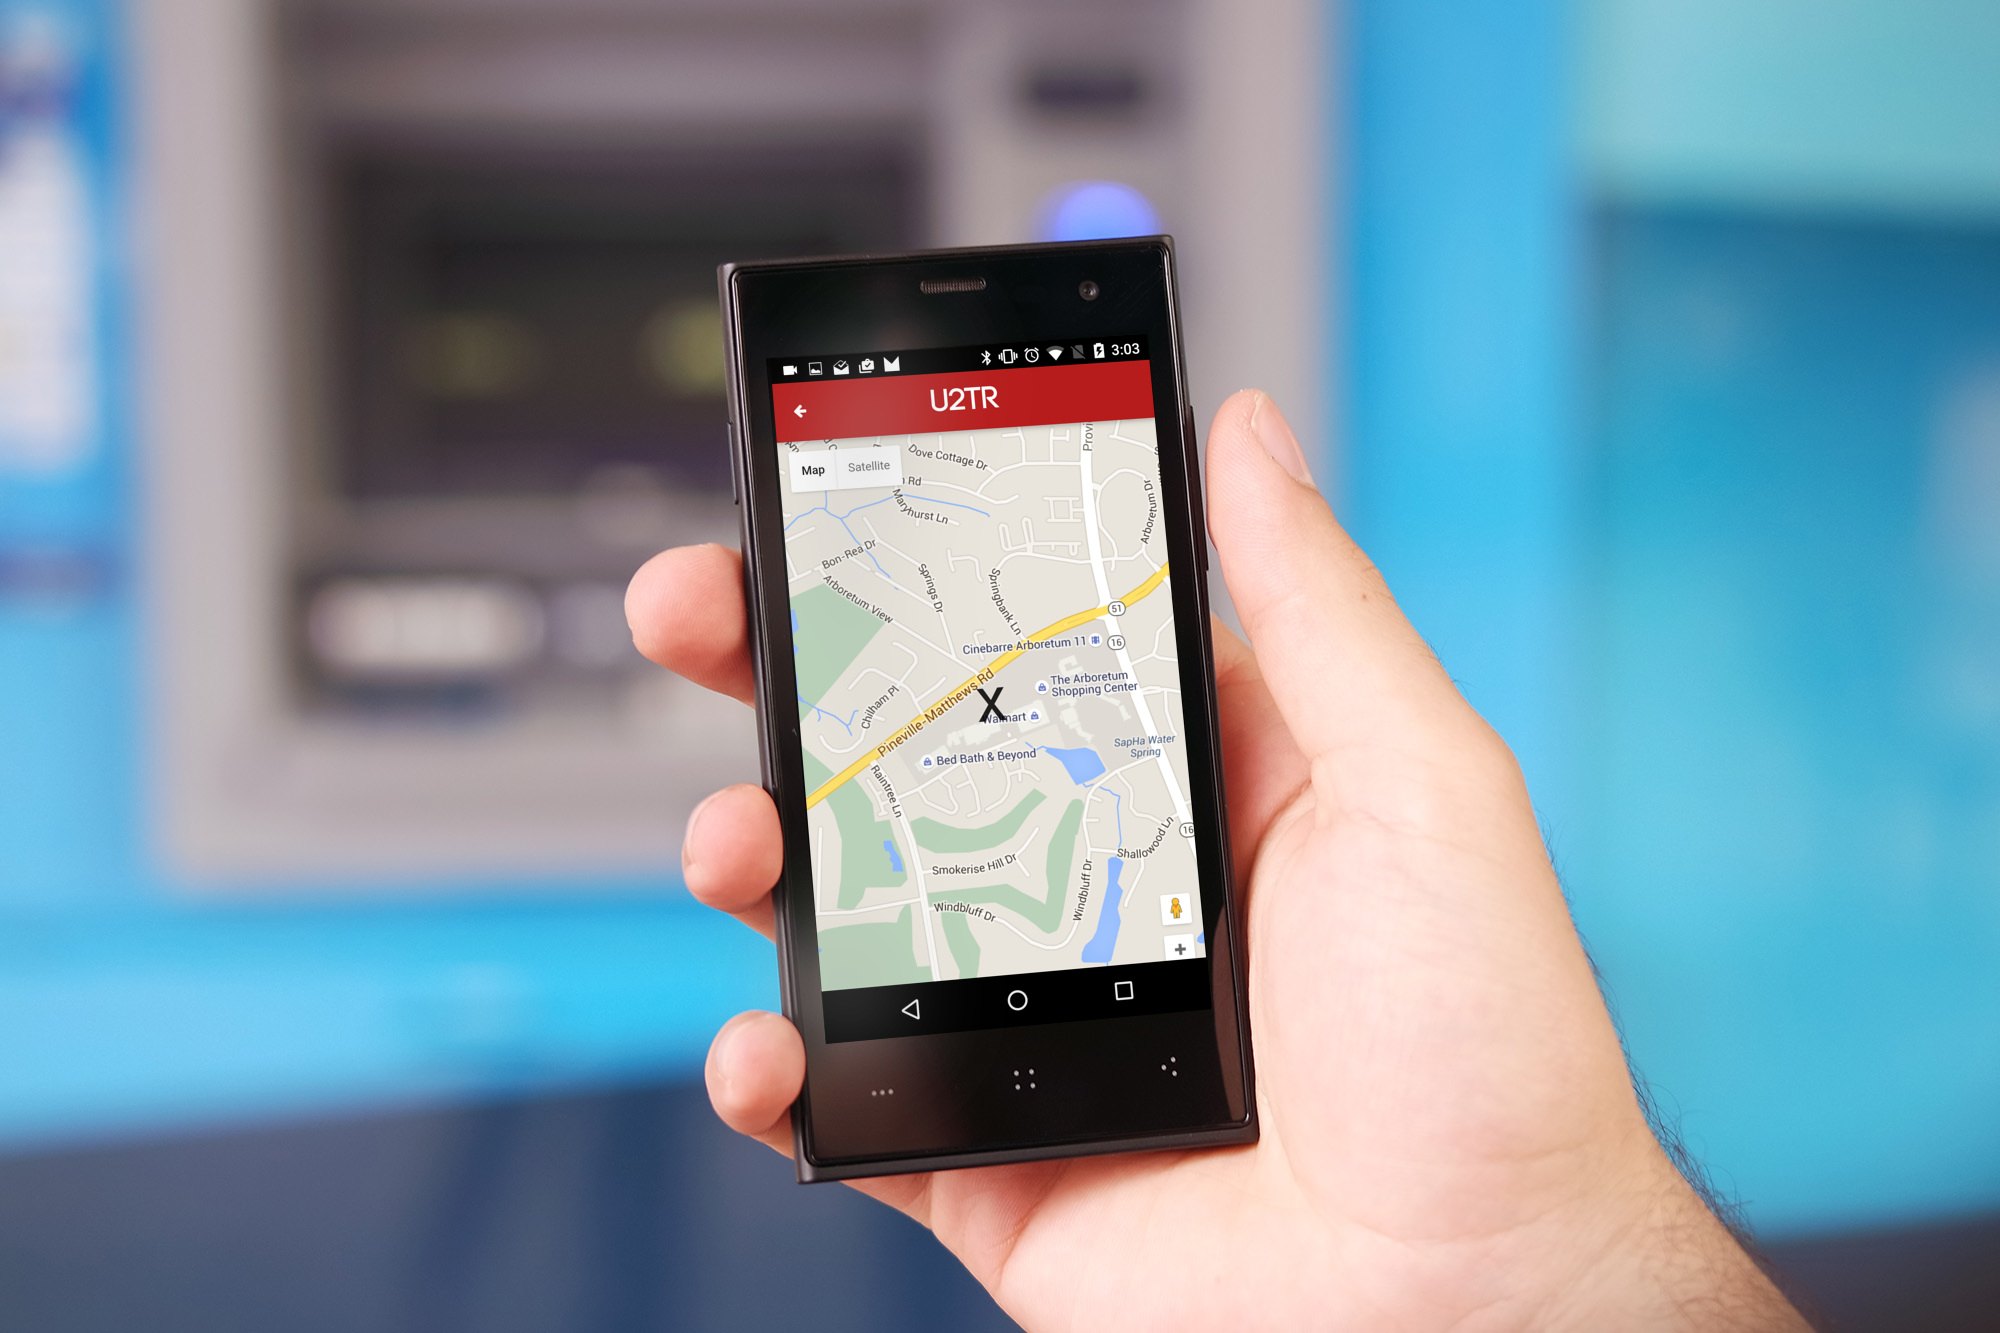 3:03
U2TR
Map
Satellite
Dove Cottage Dr
Rd
Maryhurst Ln
Provi
Arboretum Dr
Bon-Rea Dr
Springs Dr
Arboretum View
Springbank Ln
51
Cinebarre Arboretum 11
16
The Arboretum
Shopping Center
Chilham Pl
Pineville-Matthews Rd
X
Walmart
SapHa Water
Spring
Bed Bath & Beyond
Raintree Ln
16
Shallowood Ln
Smokerise Hill Dr
Windbluff Dr
Windbluff Dr